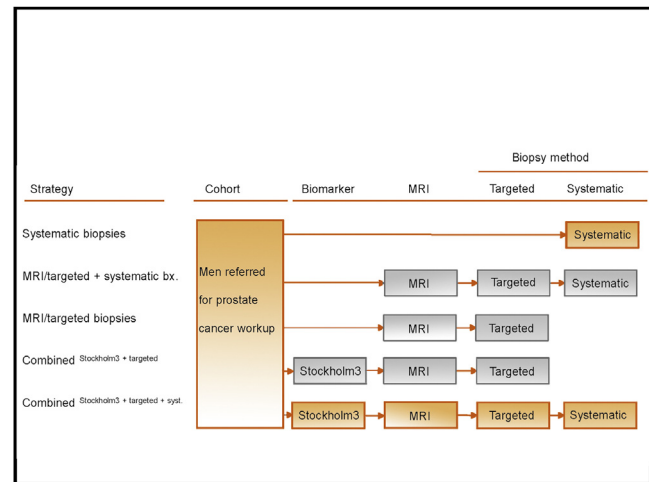 Biopsy method
Strategy Cohort Biomarker MRI Targeted Systematic
Systematic biopsies Systematic
MRI/targeted + systematic bx. MRI Targeted Systematic
Men referred
for prostate
cancer workup
MRI/targeted biopsies MRI Targeted
Combined Stockholm3 + targeted Stockholm3 MRI Targeted
Combined Stockholm3 + targeted + syst. Stockholm3 MRI Targeted Systematic